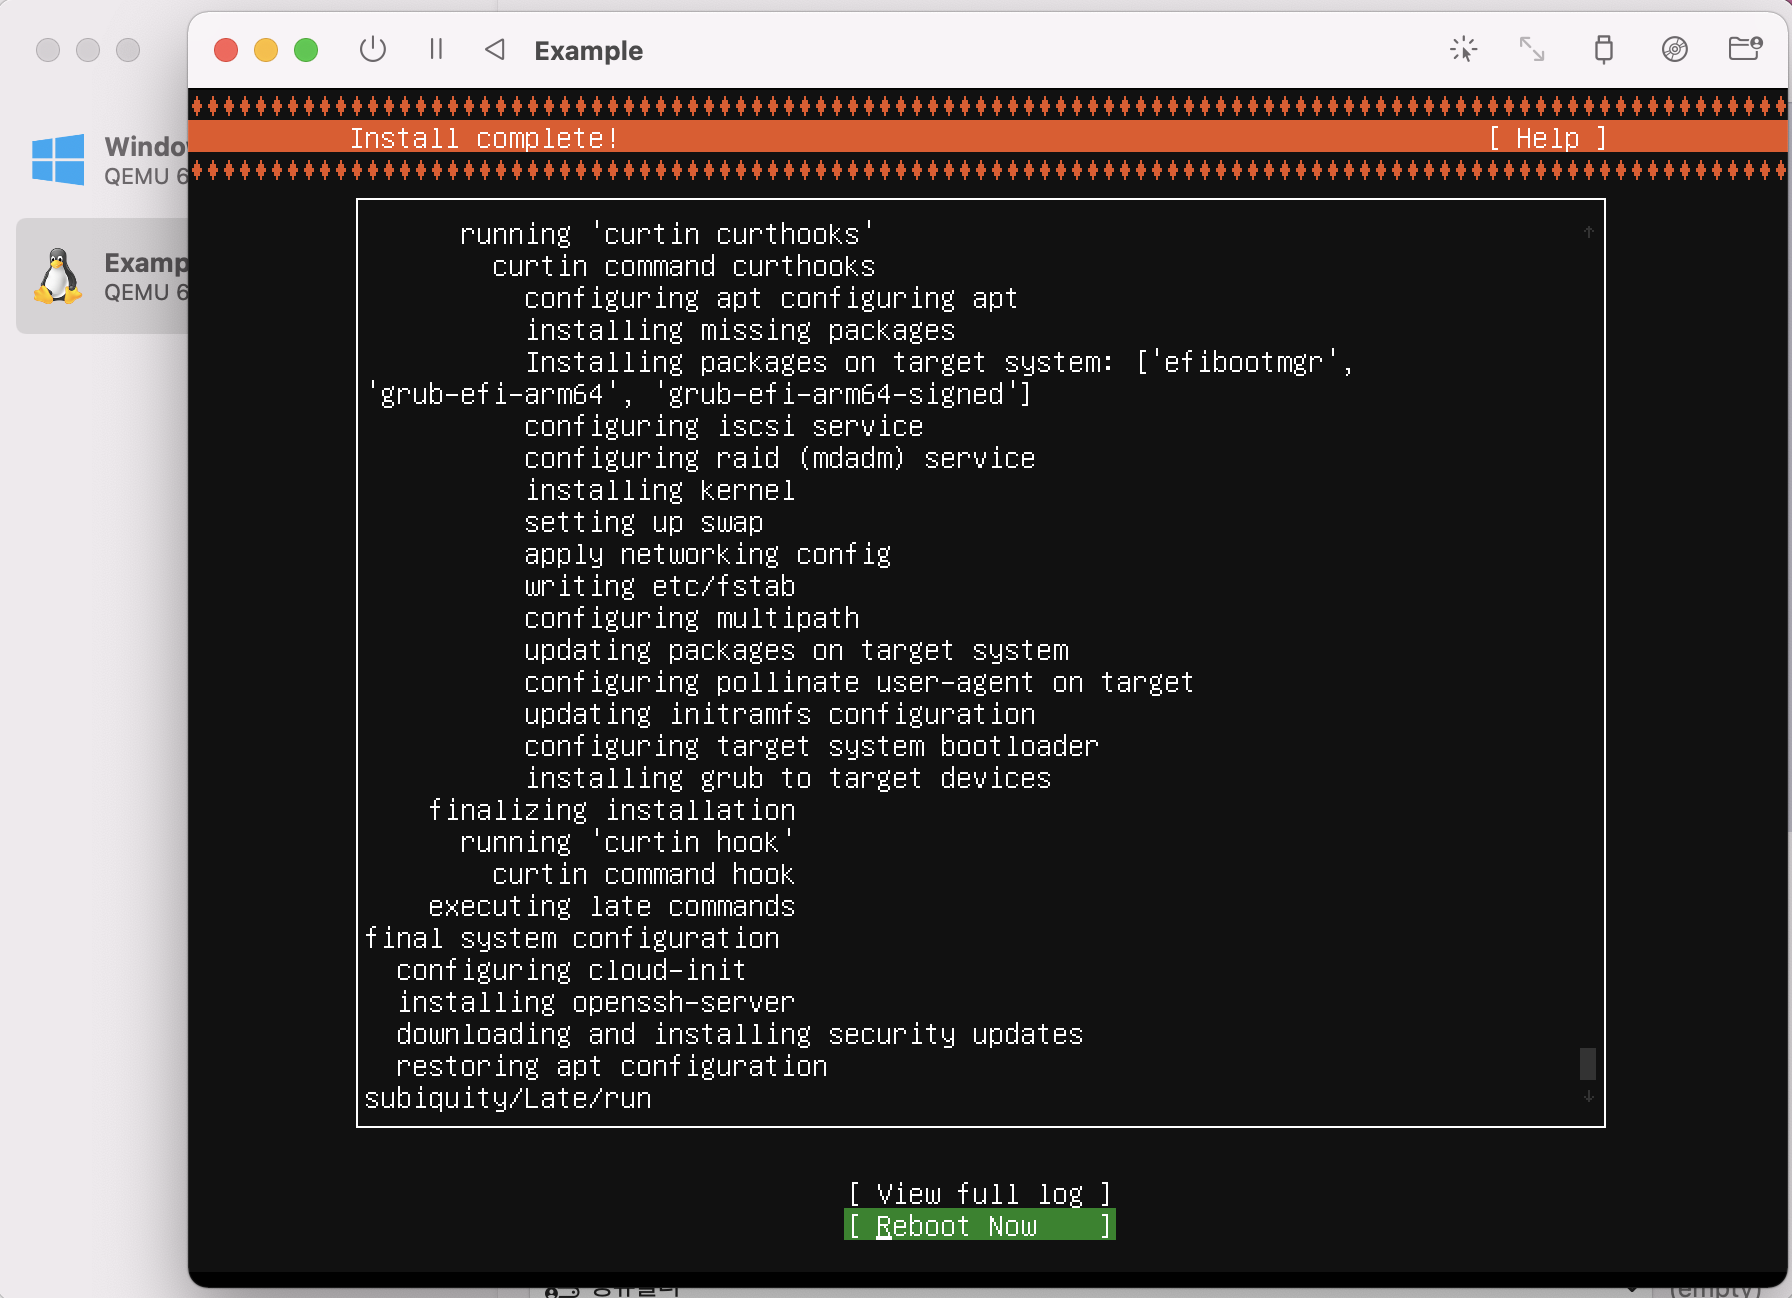 Example
Windo
QEMU 6
Examp
QEMU 6
Install complete!
[ Help ]
running 'curtin curthooks'
curtin command curthooks
configuring apt configuring apt
installing missing packages
Installing packages on target system: ['efibootmgr',
'grub-efi-arm64', 'grub-efi-arm64-signed']
configuring iscsi service
configuring raid (mdadm) service
installing kernel
setting up swap
apply networking config
writing etc/fstab
configuring multipath
updating packages on target system
configuring pollinate user-agent on target
updating initramfs configuration
configuring target system bootloader
installing grub to target devices
finalizing installation
running 'curtin hook'
curtin command hook
executing late commands
final system configuration
configuring cloud-init
installing openssh-server
downloading and installing security updates
restoring apt configuration
subiquity/Late/run
[ View full log ]
[ Reboot Now ]
(empty)